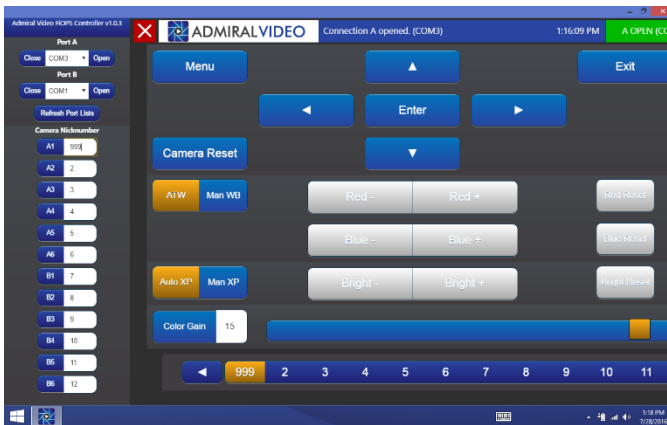 Admiral Video FiOPS Controller v1.0.3
Port A
Close COM3 Open
Port B
Close COM1 Open
Refresh Port Lists
Camera Nicknumber
A1 999
A2 2
A3 3
A4 4
A5 5
A6 6
B1 7
B2 8
B3 9
B4 10
B5 11
B6 12
ADMIRALVIDEO Connection A opened. (COM3) 1:16:09 PM A OPEN (CO
Menu Exit
Enter
Camera Reset
AiW Man WB Red - Red + Red Reset
Blue - Blue + Blue Reset
Auto XP Man XP Bright - Bright + Bright Reset
Color Gain 15
999 2 3 4 5 6 7 8 9 10 11
1:18 PM
7/28/2016